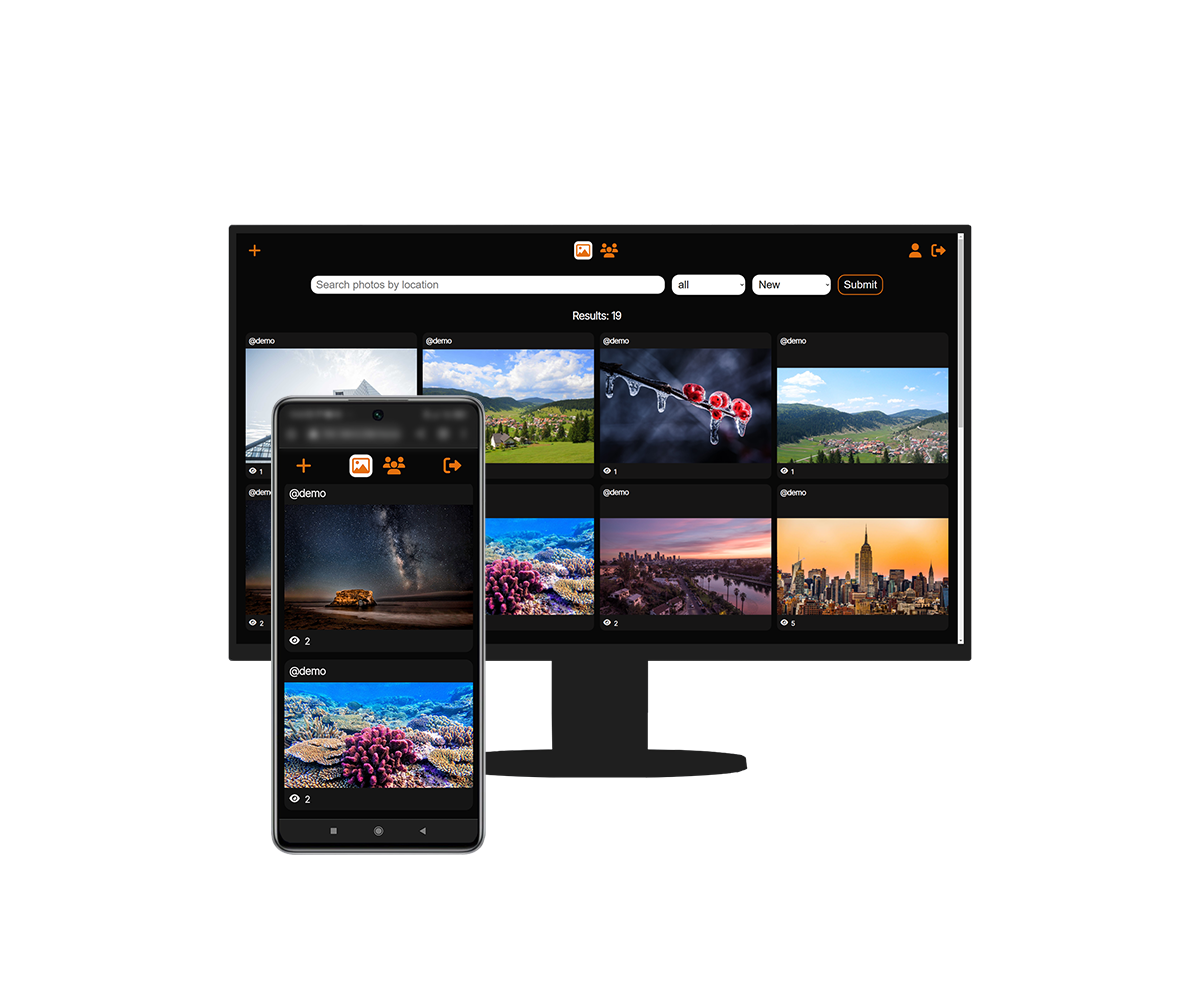 Search photos by location all New Submit
Results: 19
@demo @demo @demo @demo
1 1 1
@demo @demo @demo
2 2 5
@demo
2
@demo
2